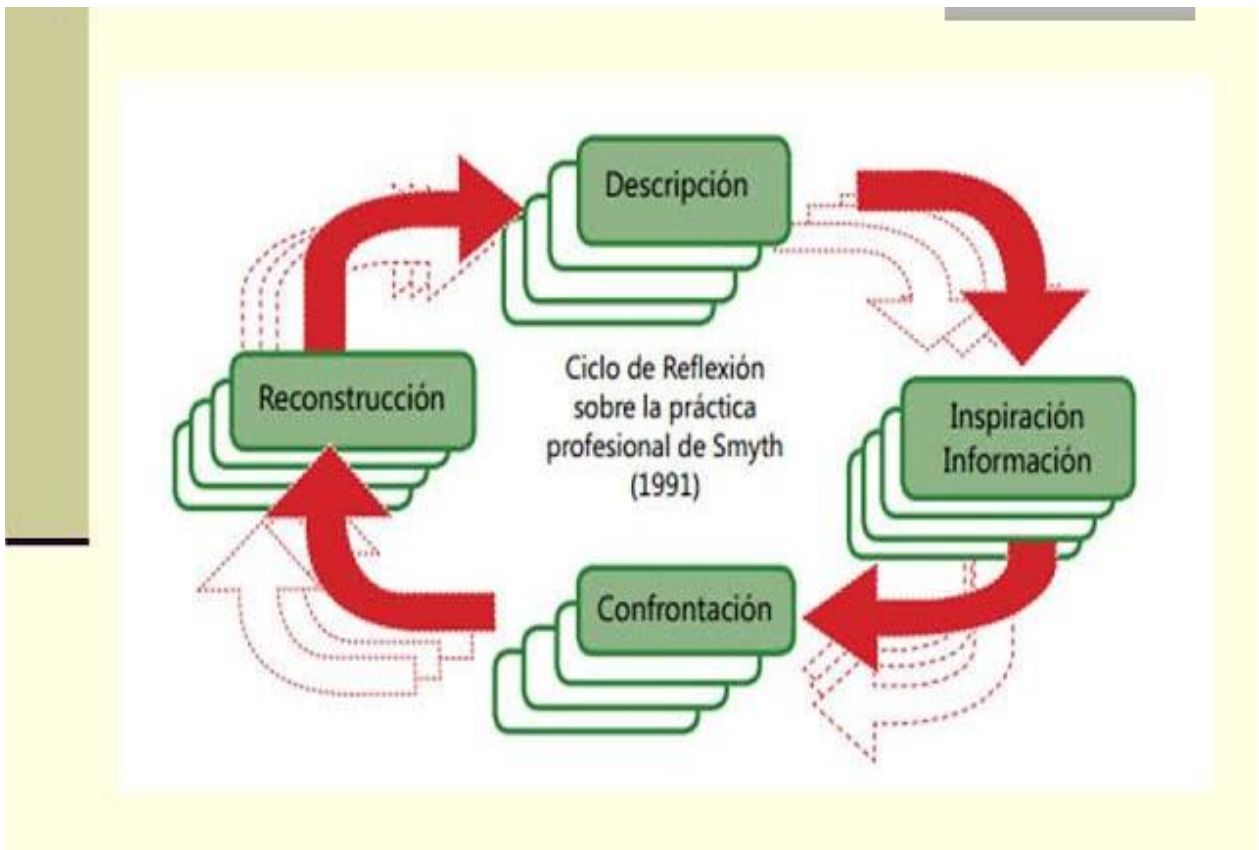 Descripción
Inspiración
Información
Confrontación
Reconstrucción
Ciclo de Reflexión
sobre la práctica
profesional de Smyth
(1991)